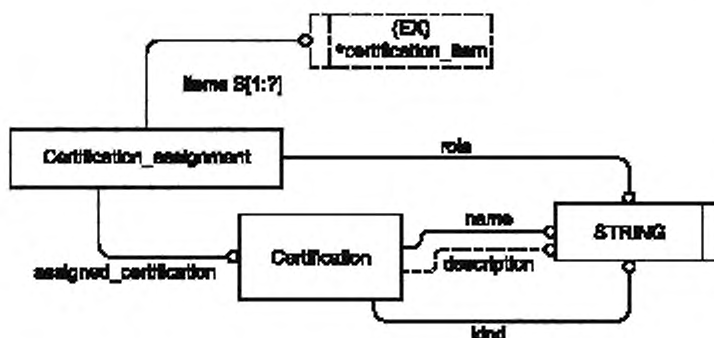 (EX)
*certification_item
items S[1:?]
Certification_assignment
role
name
STRING
Certification
description
assigned_certification
kind